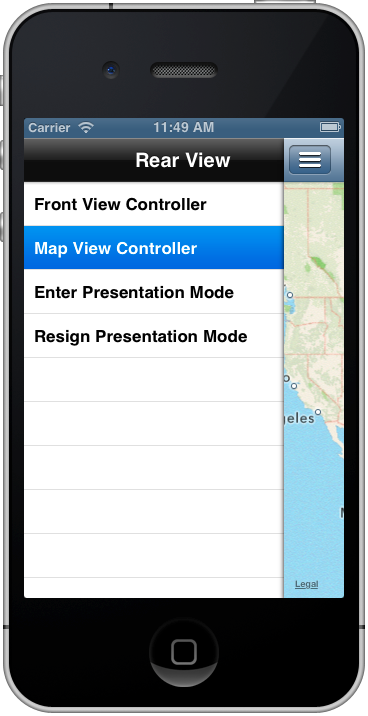 Carrier 11:49 AM
Rear View
Front View Controller
Map View Controller
Enter Presentation Mode
Resign Presentation Mode
geles
Legal